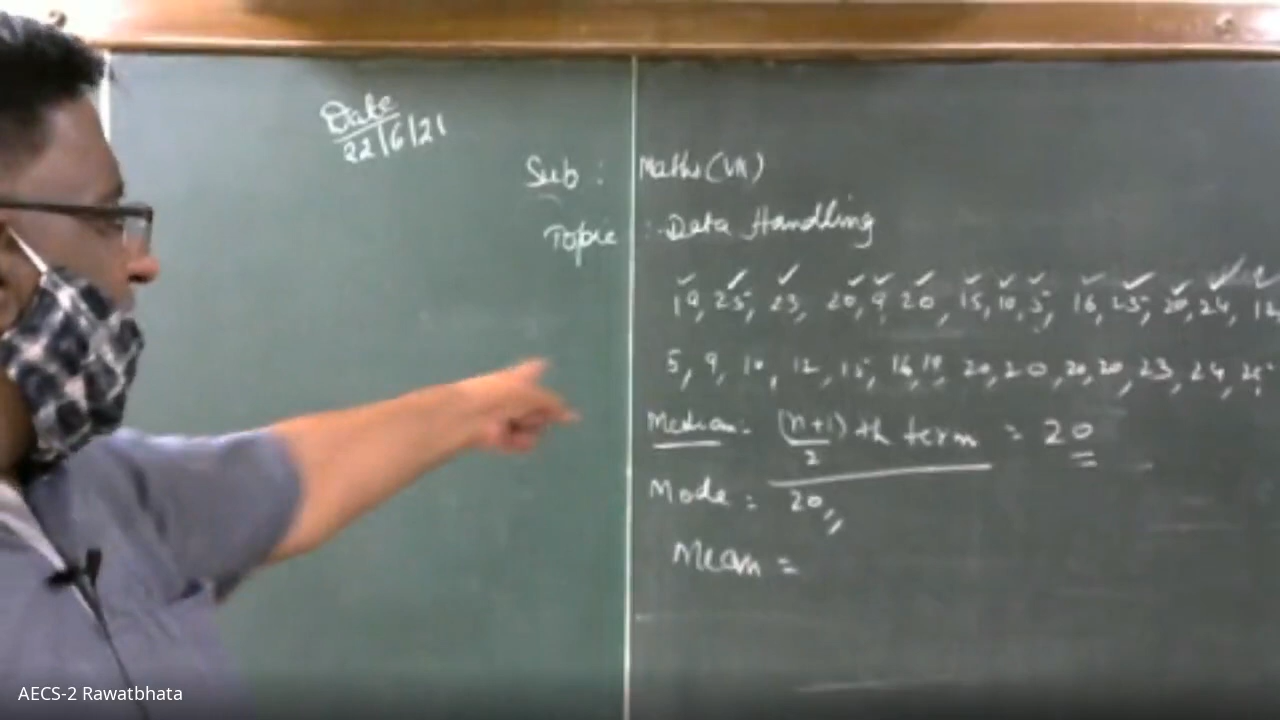 Date
22/6/21
Sub : Maths (VII)
Topic : Data Handling
19, 25, 23, 20, 9, 20, 15, 10, 5, 16, 25, 20, 24, 12
5, 9, 10, 12, 15, 16, 19, 20, 20, 20, 20, 23, 24, 25
Median = (n+1)/2 th term = 20
Mode = 20,,
Mean =
AECS-2 Rawatbhata